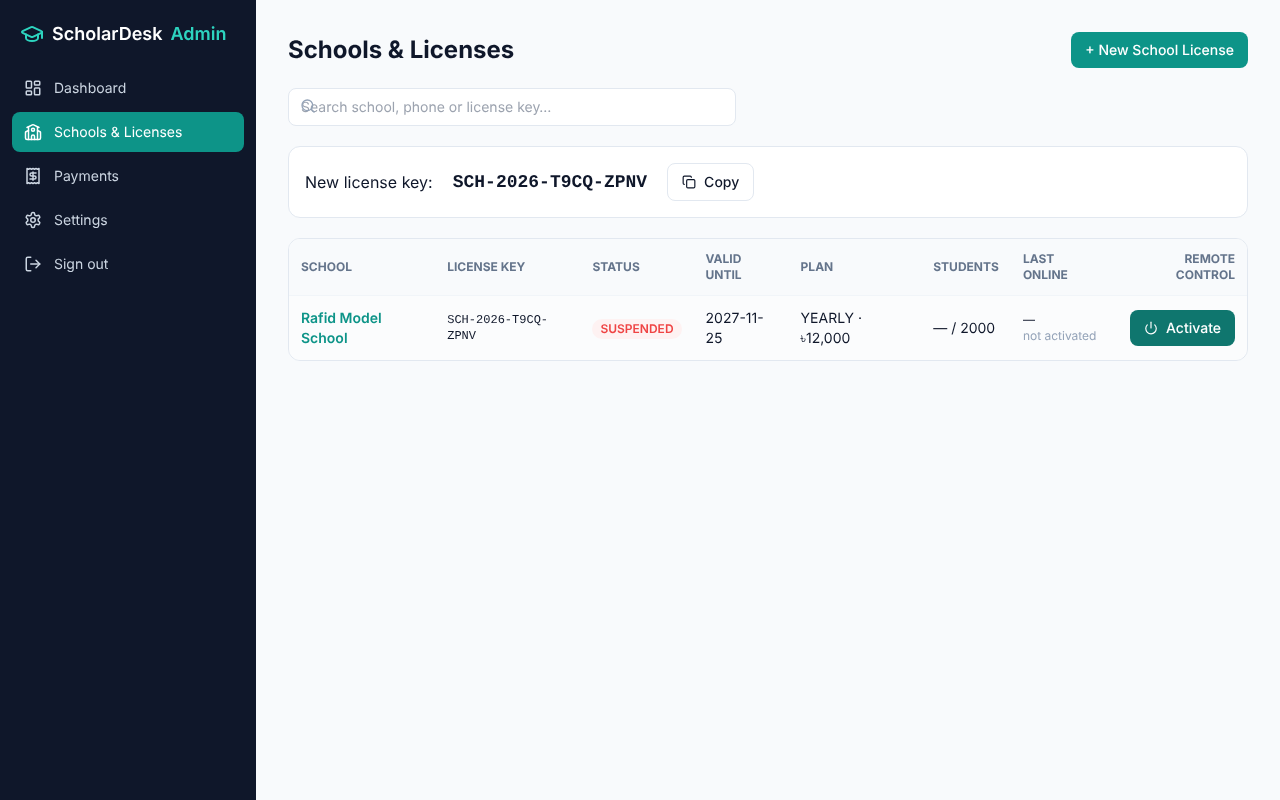 ScholarDesk Admin
Dashboard
Schools & Licenses
Payments
Settings
Sign out
Schools & Licenses
+ New School License
Search school, phone or license key...
New license key: SCH-2026-T9CQ-ZPNV Copy
SCHOOL LICENSE KEY STATUS VALID UNTIL PLAN STUDENTS LAST ONLINE REMOTE CONTROL
Rafid Model School
SCH-2026-T9CQ-ZPNV
SUSPENDED
2027-11-25
YEARLY · ৳12,000
— / 2000
—
not activated
Activate